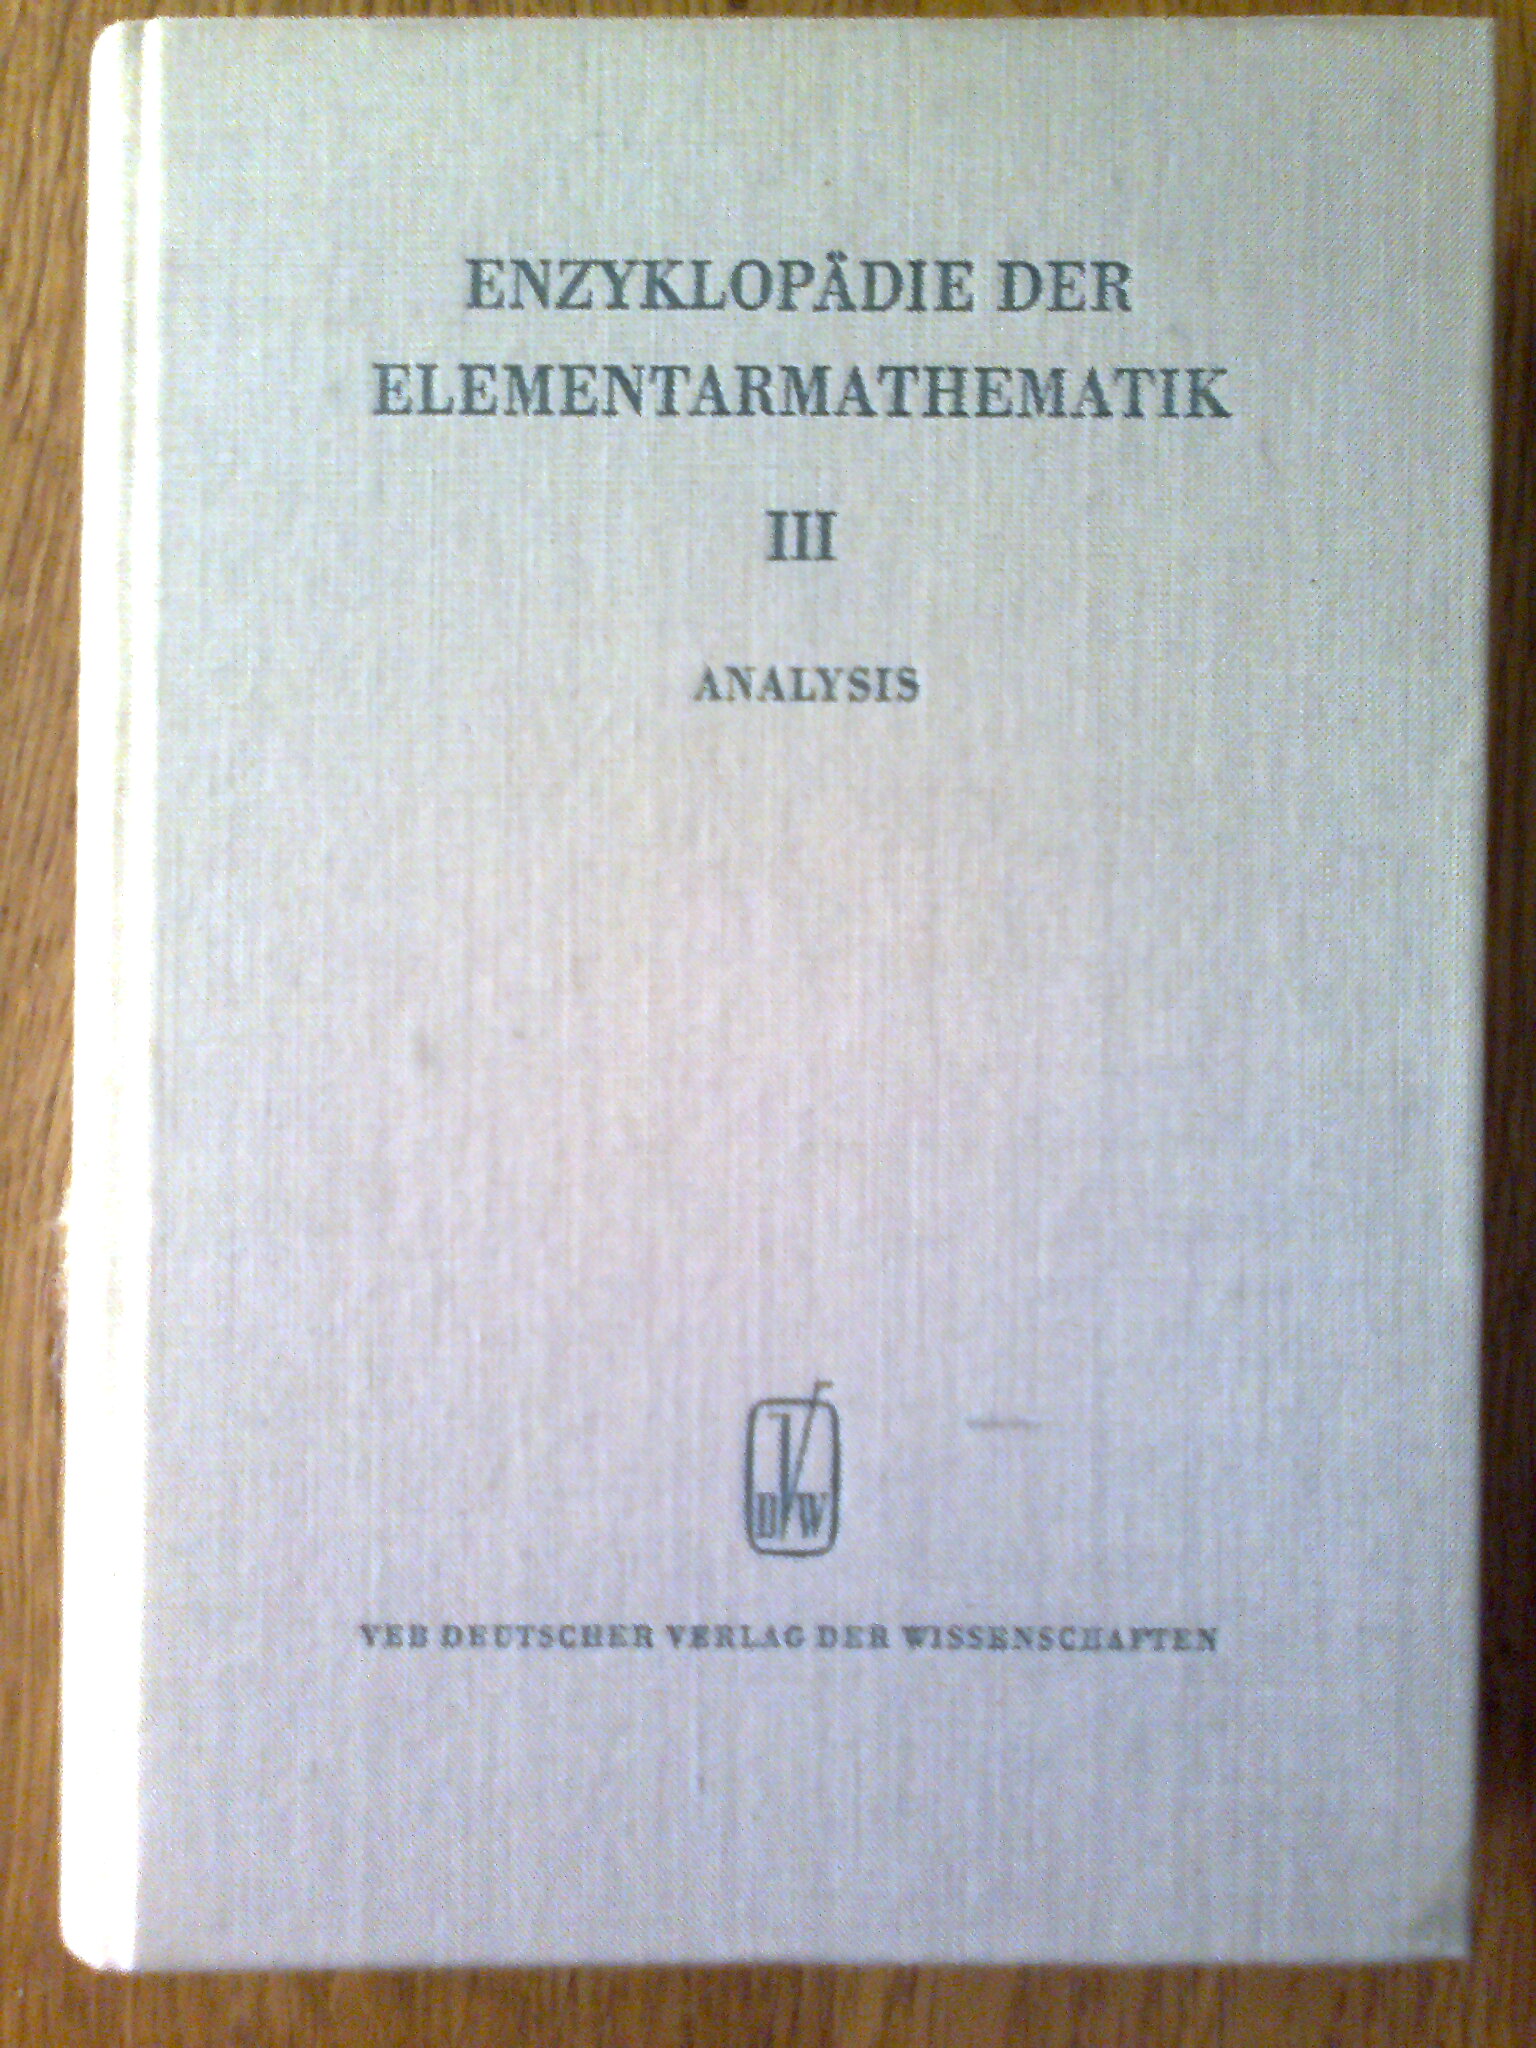 ENZYKLOPÄDIE DER
ELEMENTARMATHEMATIK
III
ANALYSIS
DVW
VEB DEUTSCHER VERLAG DER WISSENSCHAFTEN